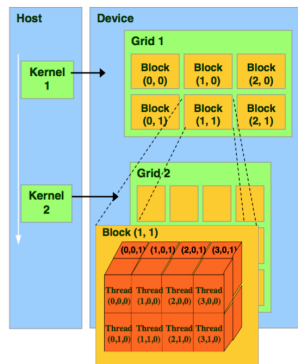 Host
Device
Grid 1
Kernel
1
Block
(0, 0)
Block
(1, 0)
Block
(2, 0)
Block
(0, 1)
Block
(1, 1)
Block
(2, 1)
Grid 2
Kernel
2
Block (1, 1)
(0,0,1) (1,0,1) (2,0,1) (3,0,1)
Thread Thread Thread Thread
(0,0,0) (1,0,0) (2,0,0) (3,0,0)
Thread Thread Thread Thread
(0,1,0) (1,1,0) (2,1,0) (3,1,0)